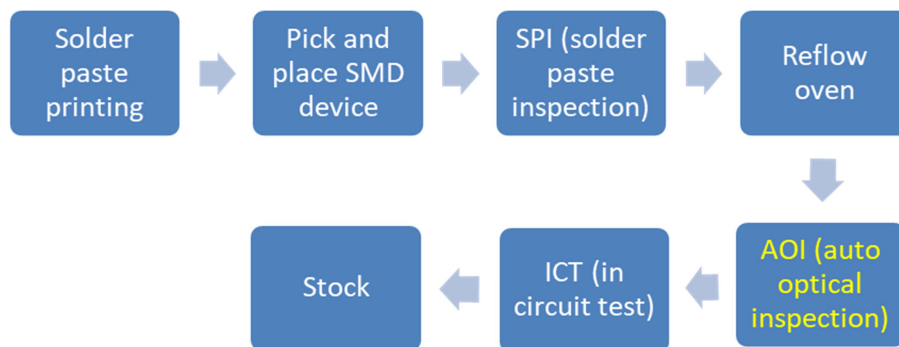 Solder
paste
printing
Pick and
place SMD
device
SPI (solder
paste
inspection)
Reflow
oven
AOI (auto
optical
inspection)
ICT (in
circuit test)
Stock